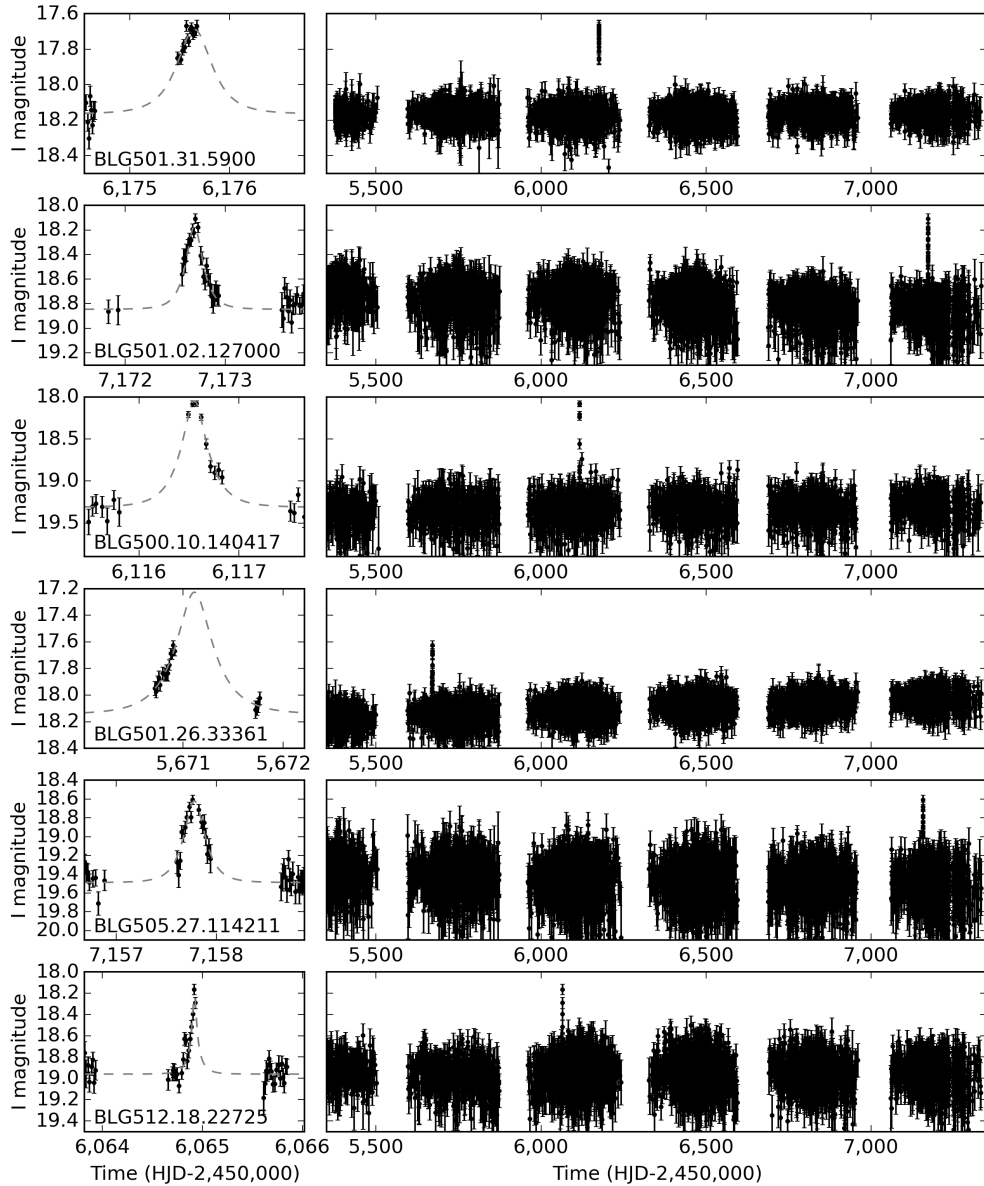 17.6
17.8
18.0
18.2
18.4
I magnitude
BLG501.31.5900
6,175 6,176 5,500 6,000 6,500 7,000
18.0
18.2
18.4
18.6
18.8
19.0
19.2
I magnitude
BLG501.02.127000
7,172 7,173 5,500 6,000 6,500 7,000
18.0
18.5
19.0
19.5
I magnitude
BLG500.10.140417
6,116 6,117 5,500 6,000 6,500 7,000
17.2
17.4
17.6
17.8
18.0
18.2
18.4
I magnitude
BLG501.26.33361
5,671 5,672 5,500 6,000 6,500 7,000
18.4
18.6
18.8
19.0
19.2
19.4
19.6
19.8
20.0
I magnitude
BLG505.27.114211
7,157 7,158 5,500 6,000 6,500 7,000
18.0
18.2
18.4
18.6
18.8
19.0
19.2
19.4
I magnitude
BLG512.18.22725
6,064 6,065 6,066 5,500 6,000 6,500 7,000
Time (HJD-2,450,000) Time (HJD-2,450,000)